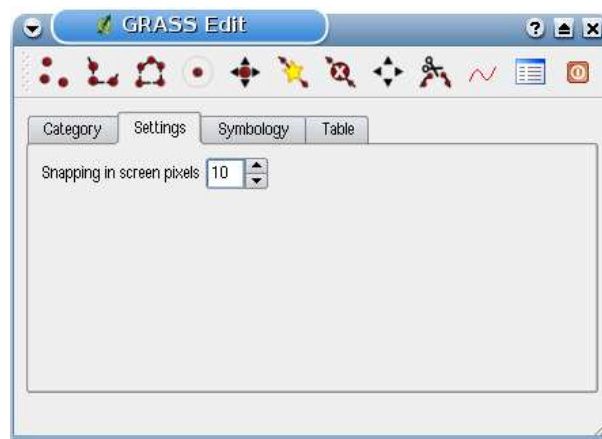 GRASS Edit
Category Settings Symbology Table
Snapping in screen pixels 10